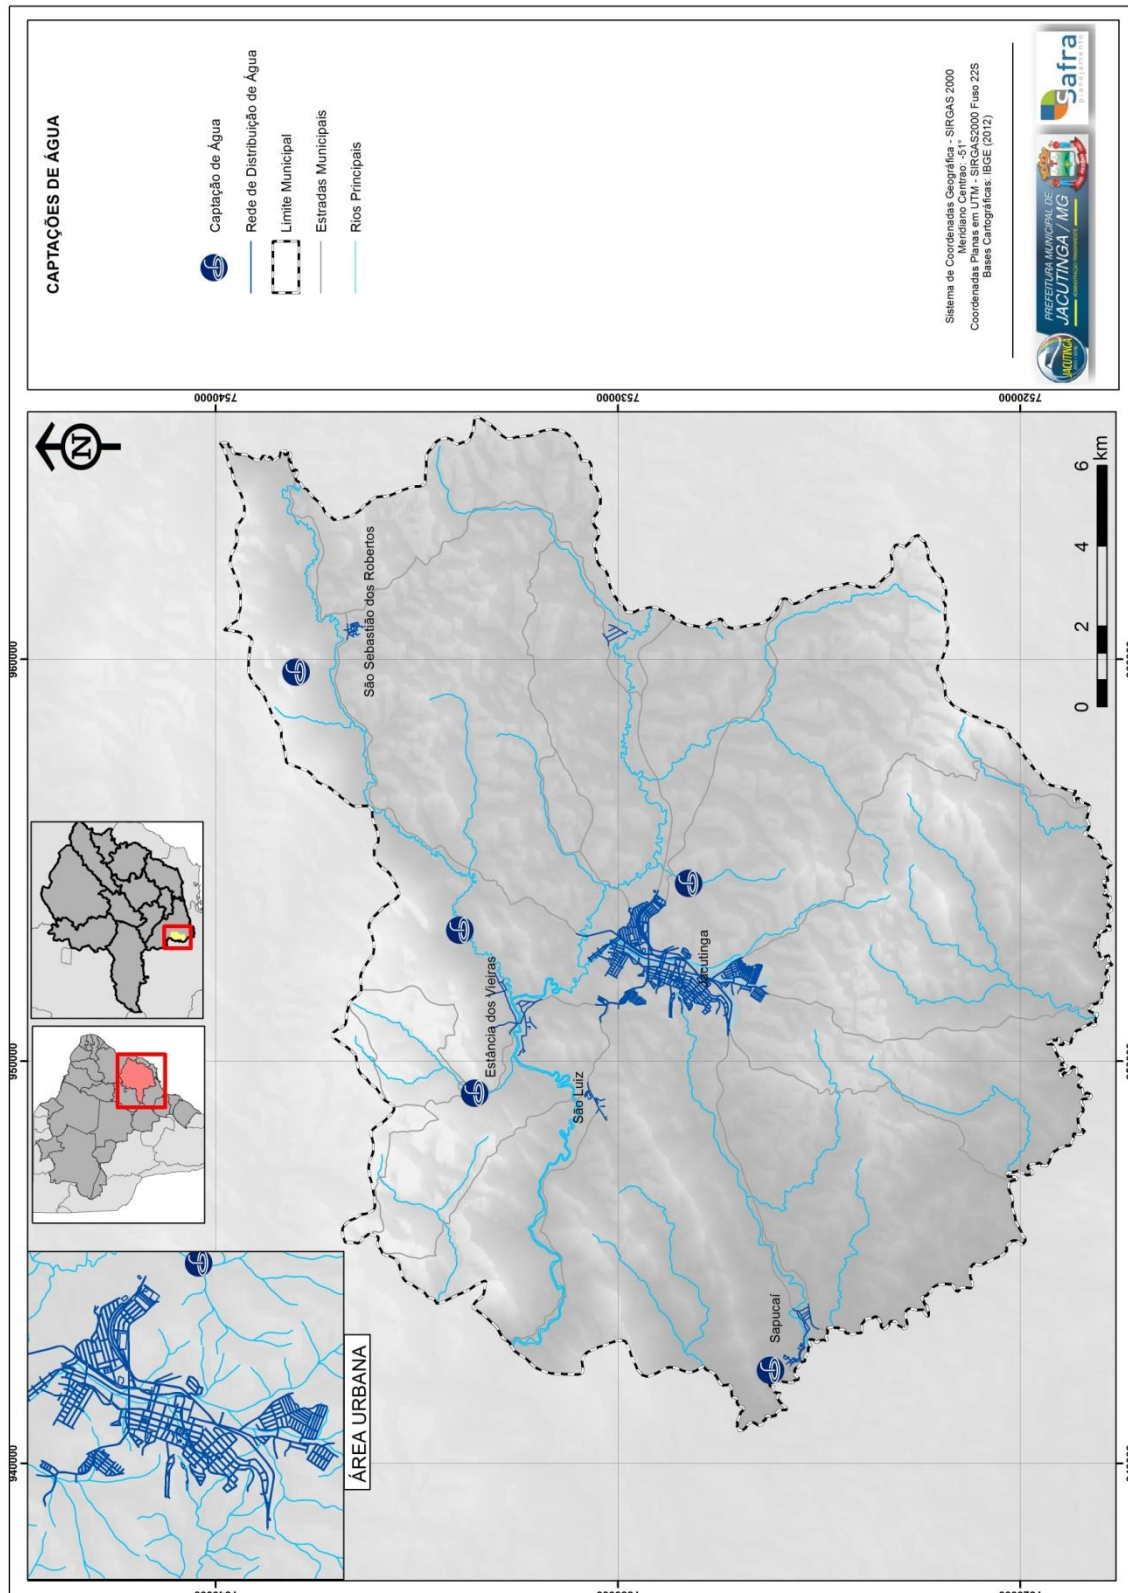 CAPTAÇÕES DE ÁGUA
Captação de Água
Rede de Distribuição de Água
Limite Municipal
Estradas Municipais
Rios Principais
Sistema de Coordenadas Geográfica - SIRGAS 2000
Meridiano Centrao: -51°
Coordenadas Planas em UTM - SIRGAS2000 Fuso 22S
Bases Cartográficas: IBGE (2012)
JACUTINGA
PREFEITURA MUNICIPAL DE
JACUTINGA / MG
Safra
planejamento
940000
950000
960000
N
7540000
7530000
7520000
ÁREA URBANA
São Sebastião dos Robertos
Estância dos Vieiras
São Luiz
Jacutinga
Sapucaí
0 2 4 6
km